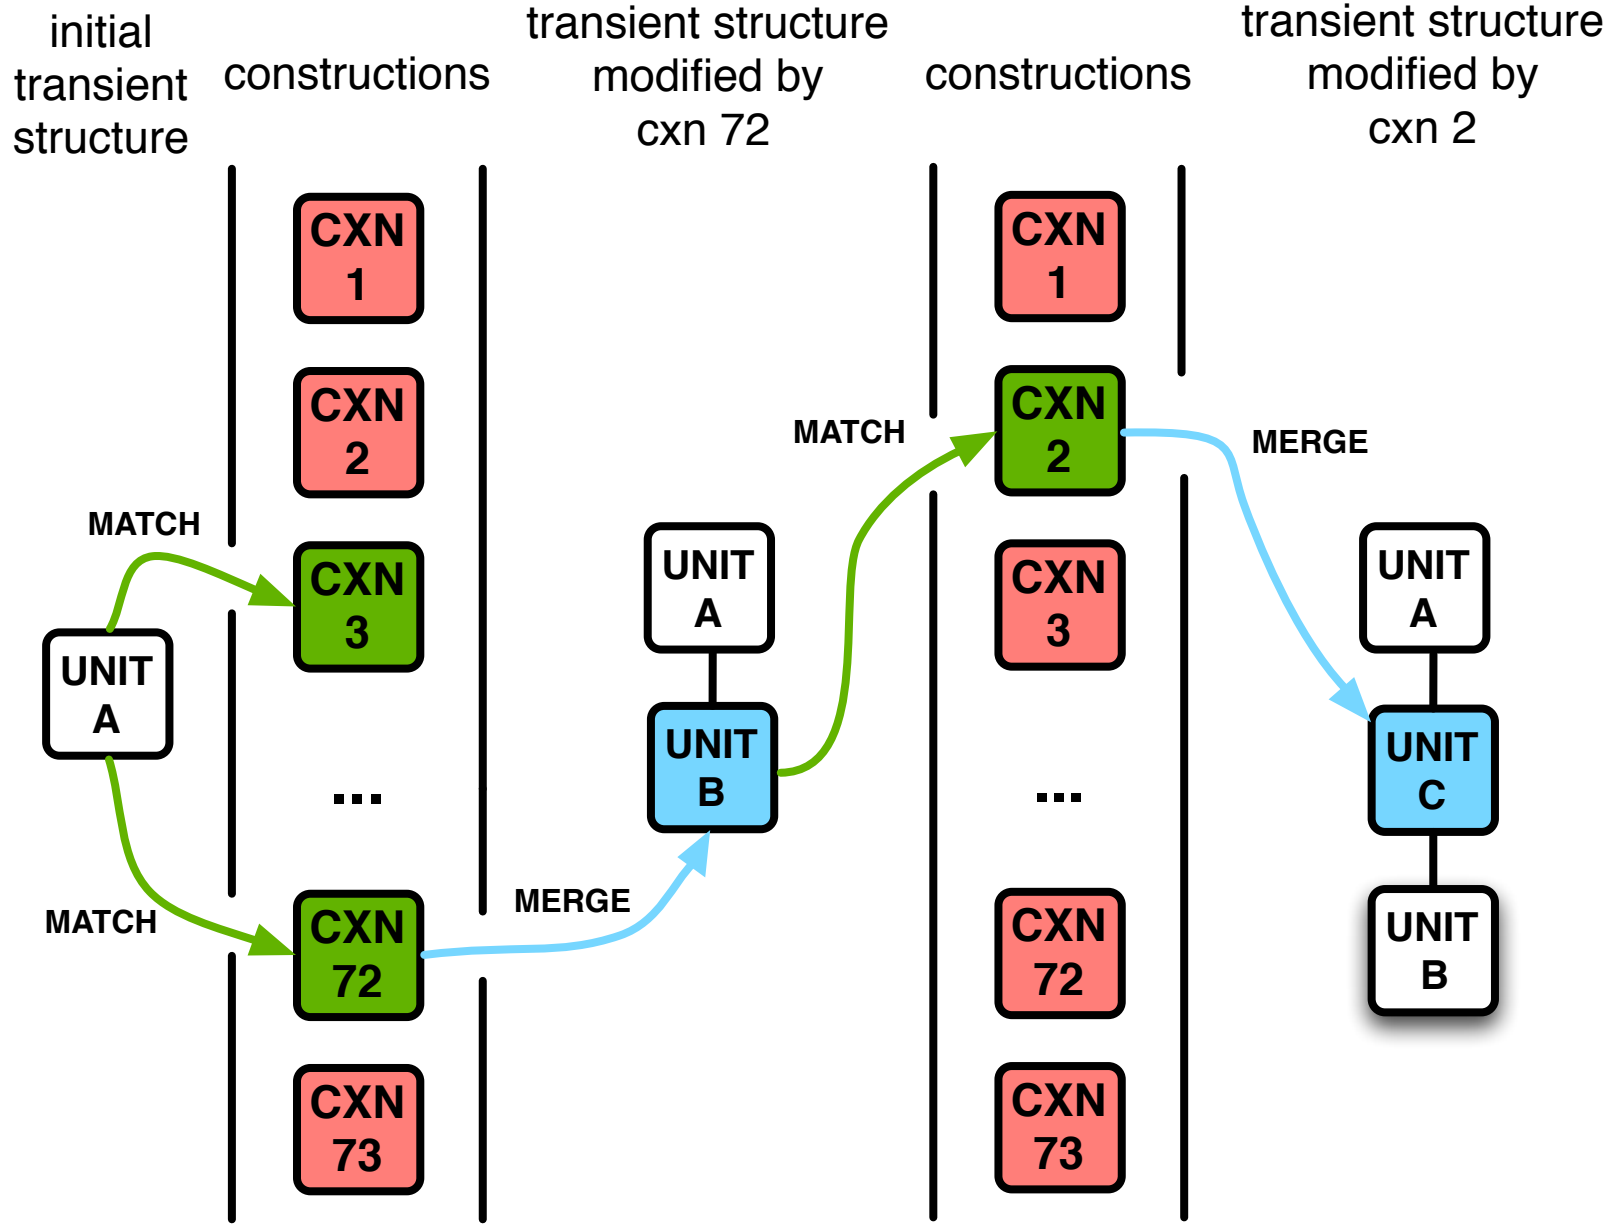 initial
transient
structure
constructions
transient structure
modified by
cxn 72
constructions
transient structure
modified by
cxn 2
MATCH
UNIT
A
MATCH
CXN
1
CXN
2
CXN
3
...
CXN
72
CXN
73
MERGE
UNIT
A
UNIT
B
MATCH
CXN
1
CXN
2
CXN
3
...
CXN
72
CXN
73
MERGE
UNIT
A
UNIT
C
UNIT
B